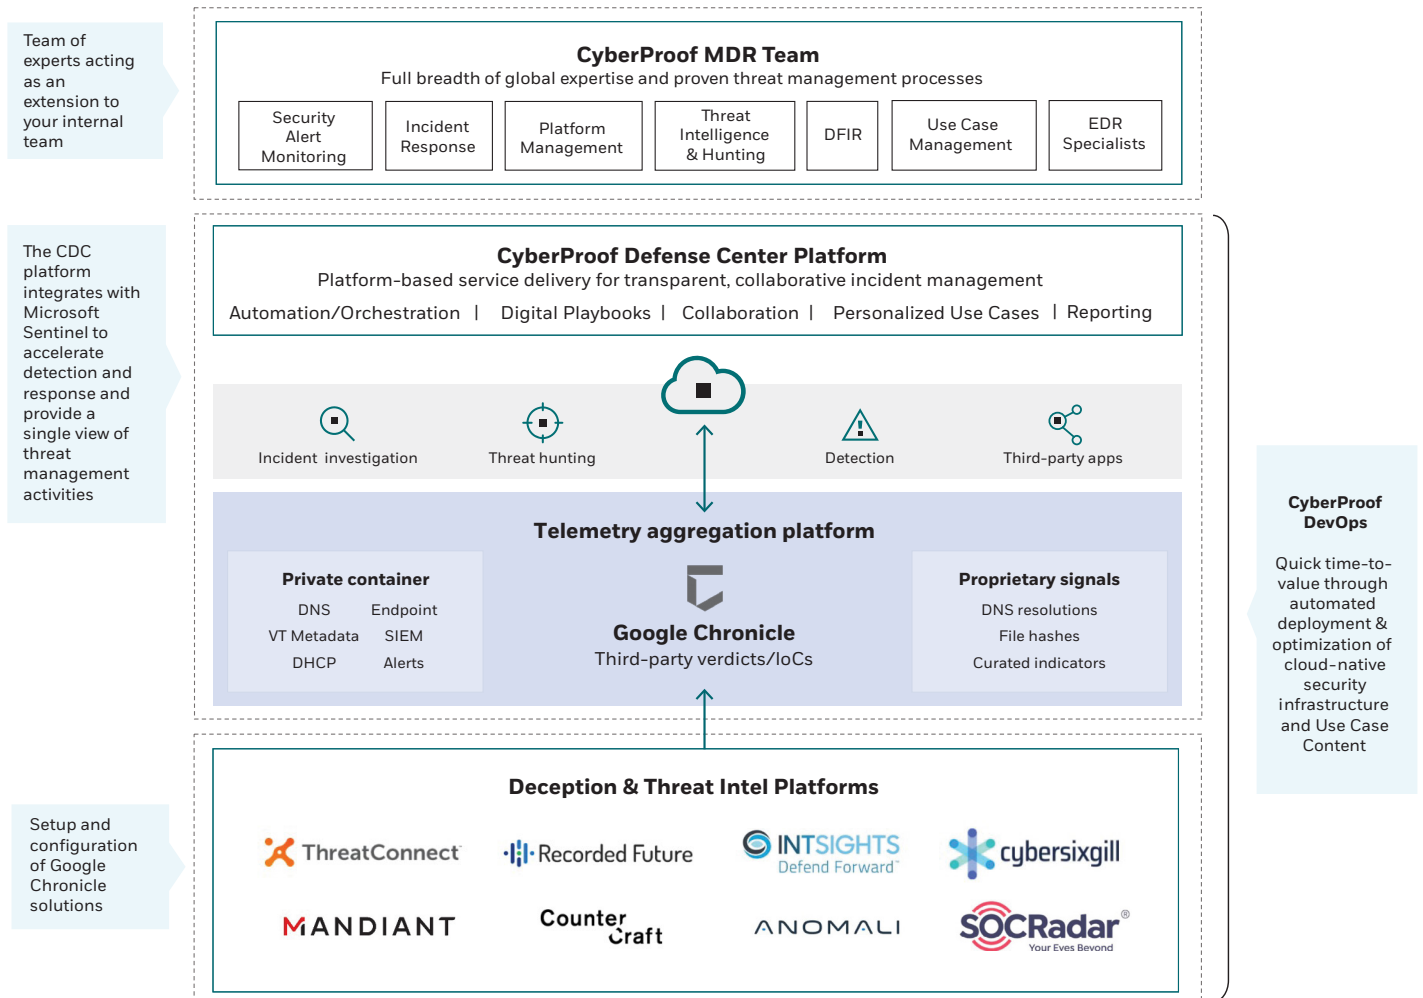 Team of
experts acting
as an
extension to
your internal
team
CyberProof MDR Team
Full breadth of global expertise and proven threat management processes
Security
Alert
Monitoring
Incident
Response
Platform
Management
Threat
Intelligence
& Hunting
DFIR
Use Case
Management
EDR
Specialists
The CDC
platform
integrates with
Microsoft
Sentinel to
accelerate
detection and
response and
provide a
single view of
threat
management
activities
CyberProof Defense Center Platform
Platform-based service delivery for transparent, collaborative incident management
Automation/Orchestration | Digital Playbooks | Collaboration | Personalized Use Cases | Reporting
Incident investigation
Threat hunting
Detection
Third-party apps
Telemetry aggregation platform
Private container
DNS Endpoint
VT Metadata SIEM
DHCP Alerts
Google Chronicle
Third-party verdicts/IoCs
Proprietary signals
DNS resolutions
File hashes
Curated indicators
CyberProof
DevOps
Quick time-to-
value through
automated
deployment &
optimization of
cloud-native
security
infrastructure
and Use Case
Content
Setup and
configuration
of Google
Chronicle
solutions
Deception & Threat Intel Platforms
ThreatConnect
Recorded Future
INTSIGHTS
Defend Forward™
cybersixgill
MANDIANT
Counter
Craft
ANOMALI
SOCRadar®
Your Eyes Beyond